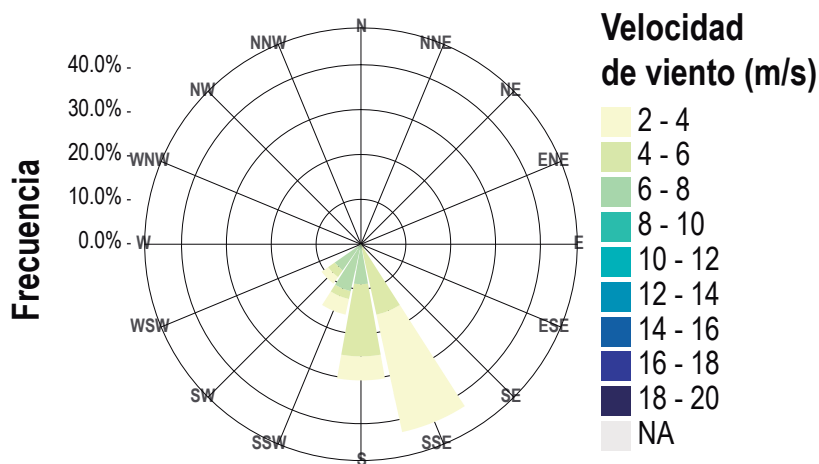 Frecuencia
40.0%
30.0%
20.0%
10.0%
0.0%
N
NNE
NE
ENE
E
ESE
SE
SSE
S
SSW
SW
WSW
W
WNW
NW
NNW
Velocidad
de viento (m/s)
2 - 4
4 - 6
6 - 8
8 - 10
10 - 12
12 - 14
14 - 16
16 - 18
18 - 20
NA